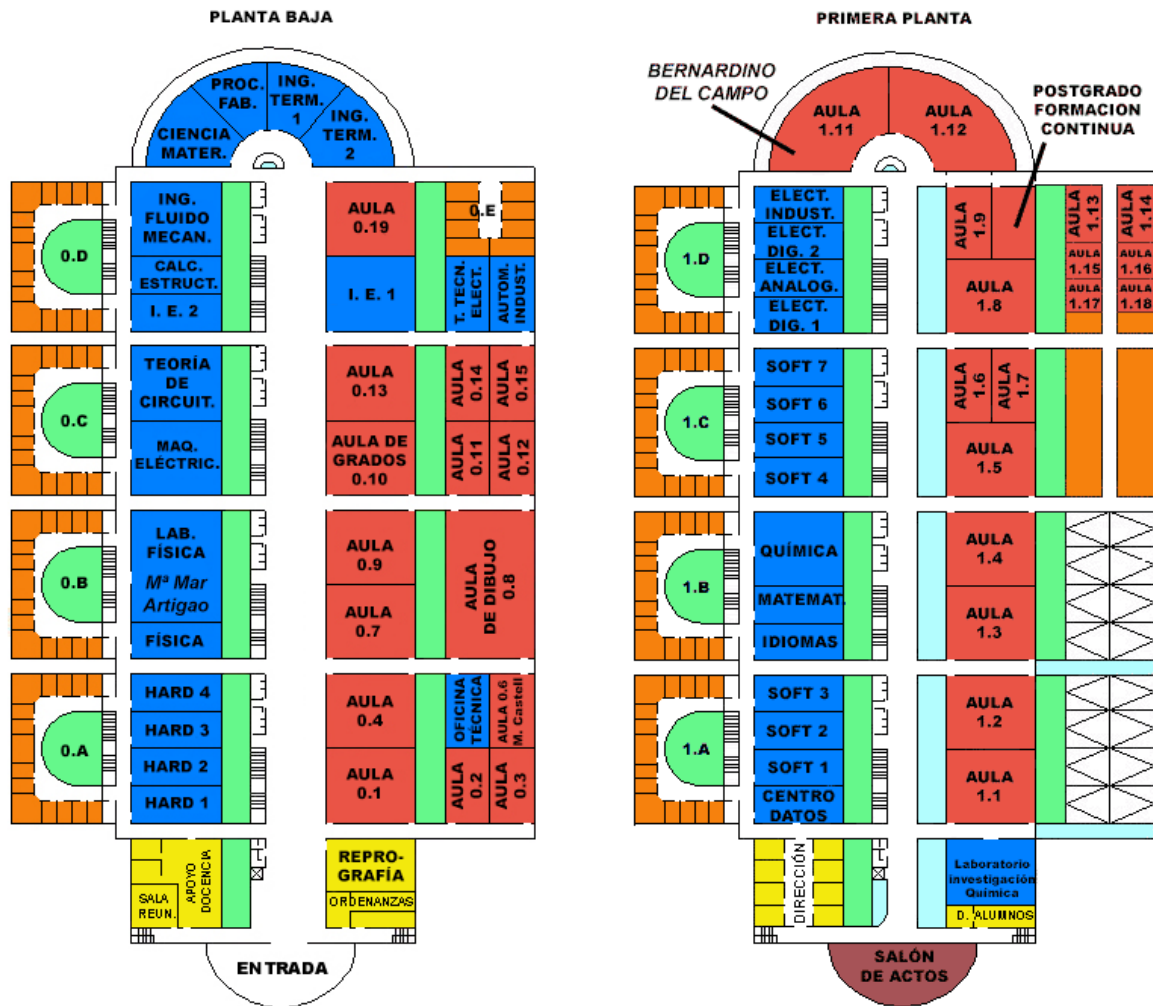 PLANTA BAJA
PROC.
FAB.
ING.
TERM.
1
CIENCIA
MATER.
ING.
TERM.
2
0.D
ING.
FLUIDO
MECAN.
CALC.
ESTRUCT.
I. E. 2
AULA
0.19
I. E. 1
0.E
T. TECN.
ELECT.
AUTOM.
INDUST.
0.C
TEORÍA
DE
CIRCUIT.
MAQ.
ELÉCTRIC.
AULA
0.13
AULA DE
GRADOS
0.10
AULA
0.14
AULA
0.15
AULA
0.11
AULA
0.12
0.B
LAB.
FÍSICA
Mª Mar
Artigao
FÍSICA
AULA
0.9
AULA
0.7
AULA
DE DIBUJO
0.8
0.A
HARD 4
HARD 3
HARD 2
HARD 1
AULA
0.4
AULA
0.1
OFICINA
TÉCNICA
AULA 0.6
M. Castell
AULA
0.2
AULA
0.3
SALA
REUN.
APOYO
DOCENCIA
REPRO-
GRAFÍA
ORDENANZAS
ENTRADA
PRIMERA PLANTA
BERNARDINO
DEL CAMPO
AULA
1.11
AULA
1.12
POSTGRADO
FORMACION
CONTINUA
1.D
ELECT.
INDUST.
ELECT.
DIG. 2
ELECT.
ANALOG.
ELECT.
DIG. 1
AULA
1.9
AULA
1.8
AULA
1.13
AULA
1.14
AULA
1.15
AULA
1.16
AULA
1.17
AULA
1.18
1.C
SOFT 7
SOFT 6
SOFT 5
SOFT 4
AULA
1.6
AULA
1.7
AULA
1.5
1.B
QUÍMICA
MATEMAT.
IDIOMAS
AULA
1.4
AULA
1.3
1.A
SOFT 3
SOFT 2
SOFT 1
CENTRO
DATOS
AULA
1.2
AULA
1.1
DIRECCIÓN
Laboratorio
investigación
Química
D. ALUMNOS
SALÓN
DE ACTOS